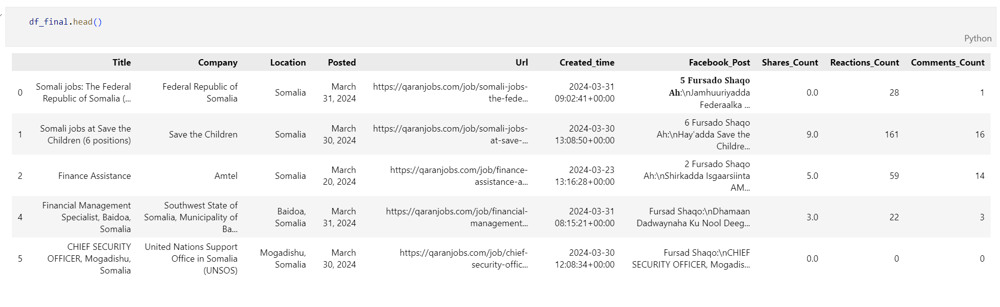 df_final.head()
Python
Title Company Location Posted Url Created_time Facebook_Post Shares_Count Reactions_Count Comments_Count
0 Somali jobs: The Federal Republic of Somalia (... Federal Republic of Somalia Somalia March 31, 2024 https://qaranjobs.com/job/somali-jobs-the-fede... 2024-03-31 09:02:41+00:00 𝟓 𝐅𝐮𝐫𝐬𝐚𝐝𝐨 𝐒𝐡𝐚𝐪𝐨 𝐀𝐡:\nJamhuuriyadda Federaalka ... 0.0 28 1
1 Somali jobs at Save the Children (6 positions) Save the Children Somalia March 30, 2024 https://qaranjobs.com/job/somali-jobs-at-save-... 2024-03-30 13:08:50+00:00 6 Fursado Shaqo Ah:\nHay'adda Save the Childre... 9.0 161 16
2 Finance Assistance Amtel Somalia March 20, 2024 https://qaranjobs.com/job/finance-assistance-a... 2024-03-23 13:16:28+00:00 2 Fursado Shaqo Ah:\nShirkadda Isgaarsiinta AM... 5.0 59 14
4 Financial Management Specialist, Baidoa, Somalia Southwest State of Somalia, Municipality of Ba... Baidoa, Somalia March 31, 2024 https://qaranjobs.com/job/financial-management... 2024-03-31 08:15:21+00:00 Fursad Shaqo:\nDhamaan Dadwaynaha Ku Nool Deeg... 3.0 22 3
5 CHIEF SECURITY OFFICER, Mogadishu, Somalia United Nations Support Office in Somalia (UNSOS) Mogadishu, Somalia March 30, 2024 https://qaranjobs.com/job/chief-security-offic... 2024-03-30 12:08:34+00:00 Fursad Shaqo:\nCHIEF SECURITY OFFICER, Mogadis... 0.0 0 0